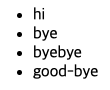 • hi
• bye
• byebye
• good-bye